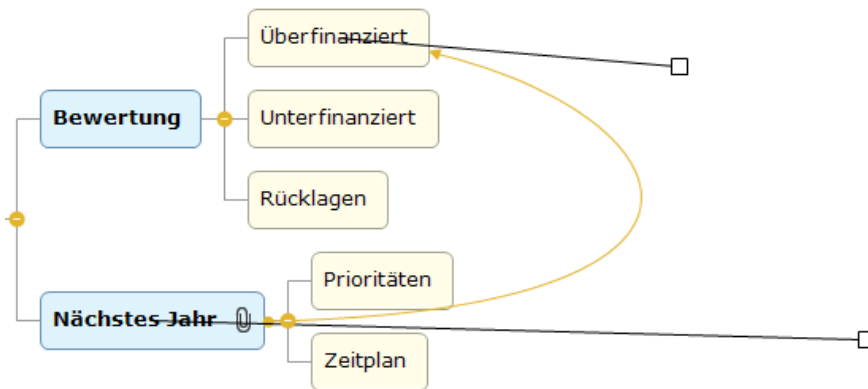 Überfinanziert
Bewertung
Unterfinanziert
Rücklagen
Prioritäten
Nächstes Jahr
Zeitplan